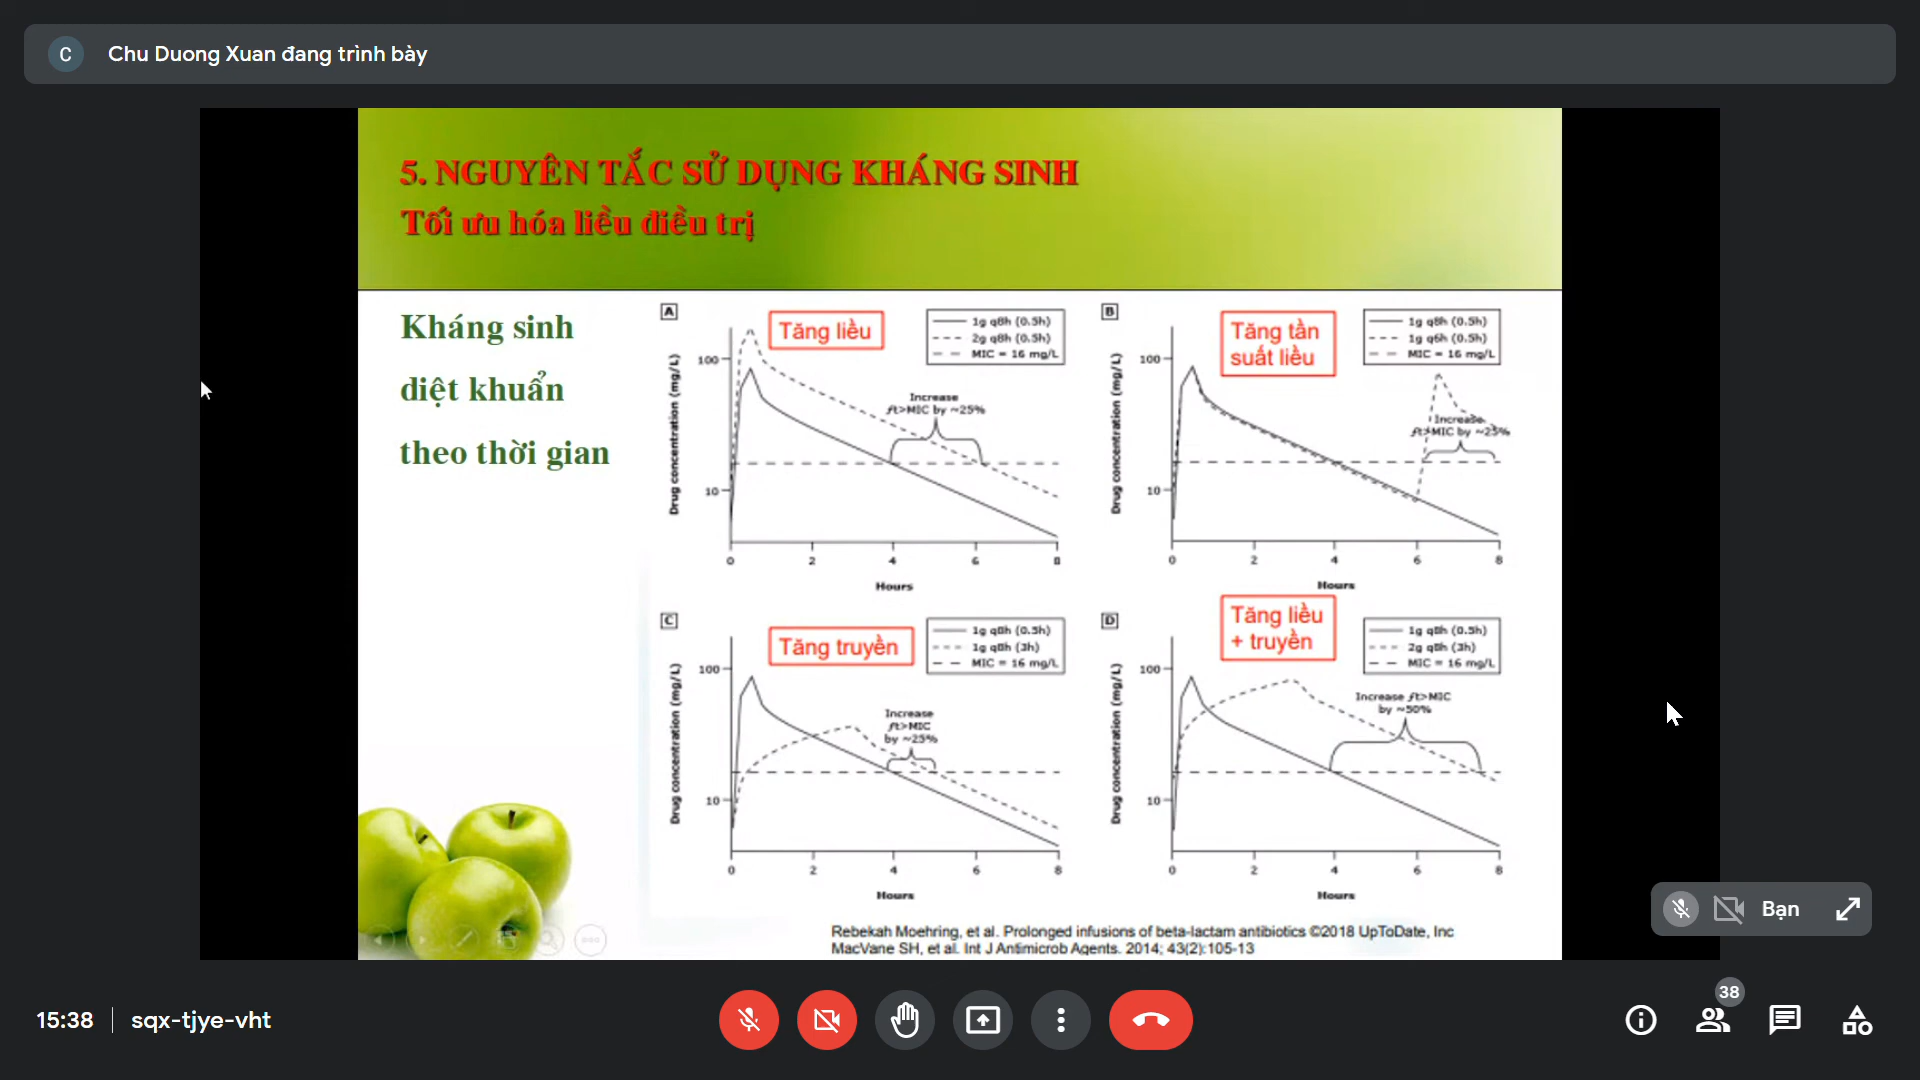 C
Chu Duong Xuan đang trình bày
5. NGUYÊN TẮC SỬ DỤNG KHÁNG SINH
Tối ưu hóa liều điều trị
Kháng sinh
diệt khuẩn
theo thời gian
A
Tăng liều
1g q8h (0.5h)
2g q8h (0.5h)
MIC = 16 mg/L
Drug concentration (mg/L)
100
10
Increase
ft>MIC by ~25%
0 2 4 6 8
Hours
B
Tăng tần
suất liều
1g q8h (0.5h)
1g q6h (0.5h)
MIC = 16 mg/L
Drug concentration (mg/L)
100
10
Increase
ft>MIC by ~25%
0 2 4 6 8
Hours
C
Tăng truyền
1g q8h (0.5h)
1g q8h (3h)
MIC = 16 mg/L
Drug concentration (mg/L)
100
10
Increase
ft>MIC
by ~25%
0 2 4 6 8
Hours
D
Tăng liều
+ truyền
1g q8h (0.5h)
2g q8h (3h)
MIC = 16 mg/L
Drug concentration (mg/L)
100
10
Increase ft>MIC
by ~50%
0 2 4 6 8
Hours
Rebekah Moehring, et al. Prolonged infusions of beta-lactam antibiotics ©2018 UpToDate, Inc
MacVane SH, et al. Int J Antimicrob Agents. 2014; 43(2):105-13
Bạn
15:38
sqx-tjye-vht
38